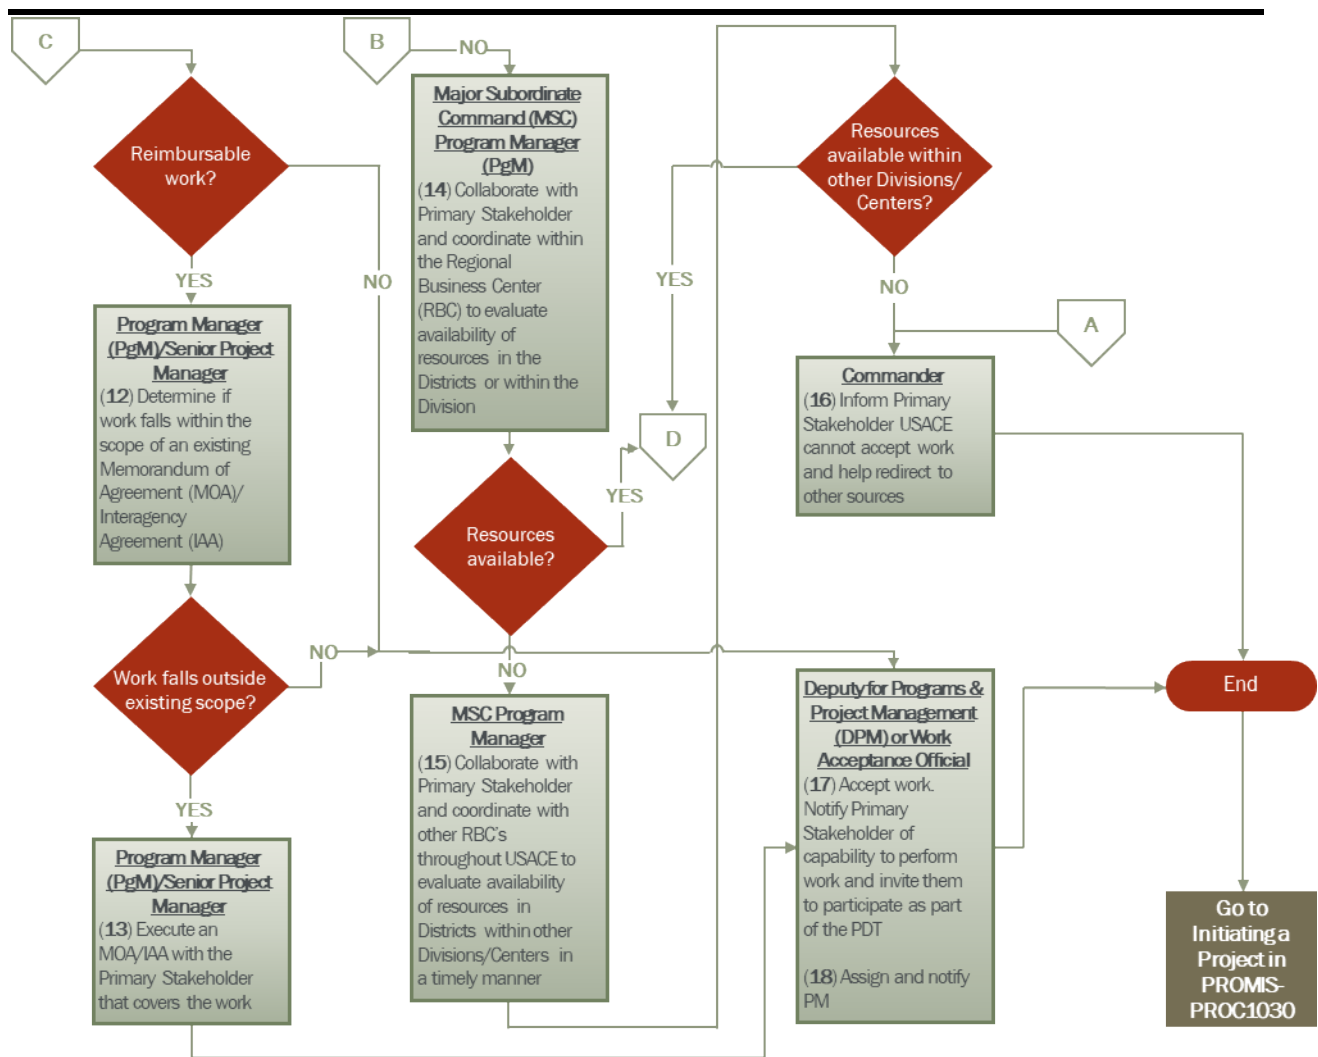 C
Reimbursable
work?
YES
NO
Program Manager
(PgM)/Senior Project
Manager
(12) Determine if
work falls within the
scope of an existing
Memorandum of
Agreement (MOA)/
Interagency
Agreement (IAA)
Work falls outside
existing scope?
NO
YES
Program Manager
(PgM)/Senior Project
Manager
(13) Execute an
MOA/IAA with the
Primary Stakeholder
that covers the work
B
NO
Major Subordinate
Command (MSC)
Program Manager
(PgM)
(14) Collaborate with
Primary Stakeholder
and coordinate within
the Regional
Business Center
(RBC) to evaluate
availability of
resources in the
Districts or within the
Division
Resources
available?
YES
D
YES
NO
MSC Program
Manager
(15) Collaborate with
Primary Stakeholder
and coordinate with
other RBC's
throughout USACE to
evaluate availability
of resources in
Districts within other
Divisions/Centers in
a timely manner
Resources
available within
other Divisions/
Centers?
NO
A
Commander
(16) Inform Primary
Stakeholder USACE
cannot accept work
and help redirect to
other sources
Deputy for Programs &
Project Management
(DPM) or Work
Acceptance Official
(17) Accept work.
Notify Primary
Stakeholder of
capability to perform
work and invite them
to participate as part
of the PDT
(18) Assign and notify
PM
End
Go to
Initiating a
Project in
PROMIS-
PROC1030